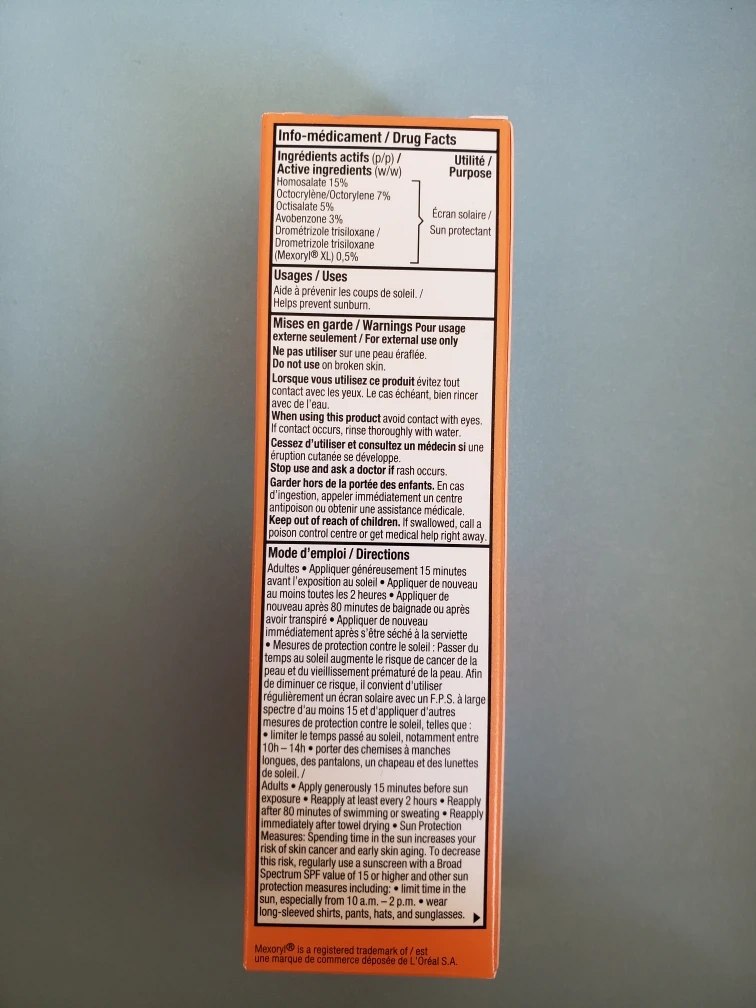 Info-médicament / Drug Facts
Ingrédients actifs (p/p) /
Active ingredients (w/w)
Utilité /
Purpose
Homosalate 15%
Octocrylène/Octorylene 7%
Octisalate 5%
Avobenzone 3%
Drométrizole trisiloxane /
Drometrizole trisiloxane
(Mexoryl® XL) 0,5%
Écran solaire /
Sun protectant
Usages / Uses
Aide à prévenir les coups de soleil. /
Helps prevent sunburn.
Mises en garde / Warnings Pour usage
externe seulement / For external use only
Ne pas utiliser sur une peau éraflée.
Do not use on broken skin.
Lorsque vous utilisez ce produit évitez tout
contact avec les yeux. Le cas échéant, bien rincer
avec de l'eau.
When using this product avoid contact with eyes.
If contact occurs, rinse thoroughly with water.
Cessez d'utiliser et consultez un médecin si une
éruption cutanée se développe.
Stop use and ask a doctor if rash occurs.
Garder hors de la portée des enfants. En cas
d'ingestion, appeler immédiatement un centre
antipoison ou obtenir une assistance médicale.
Keep out of reach of children. If swallowed, call a
poison control centre or get medical help right away.
Mode d'emploi / Directions
Adultes • Appliquer généreusement 15 minutes
avant l'exposition au soleil • Appliquer de nouveau
au moins toutes les 2 heures • Appliquer de
nouveau après 80 minutes de baignade ou après
avoir transpiré • Appliquer de nouveau
immédiatement après s'être séché à la serviette
• Mesures de protection contre le soleil : Passer du
temps au soleil augmente le risque de cancer de la
peau et du vieillissement prématuré de la peau. Afin
de diminuer ce risque, il convient d'utiliser
régulièrement un écran solaire avec un F.P.S. à large
spectre d'au moins 15 et d'appliquer d'autres
mesures de protection contre le soleil, telles que :
• limiter le temps passé au soleil, notamment entre
10h – 14h • porter des chemises à manches
longues, des pantalons, un chapeau et des lunettes
de soleil. /
Adults • Apply generously 15 minutes before sun
exposure • Reapply at least every 2 hours • Reapply
after 80 minutes of swimming or sweating • Reapply
immediately after towel drying • Sun Protection
Measures: Spending time in the sun increases your
risk of skin cancer and early skin aging. To decrease
this risk, regularly use a sunscreen with a Broad
Spectrum SPF value of 15 or higher and other sun
protection measures including: • limit time in the
sun, especially from 10 a.m. – 2 p.m. • wear
long-sleeved shirts, pants, hats, and sunglasses.
Mexoryl® is a registered trademark of / est
une marque de commerce déposée de L'Oréal S.A.